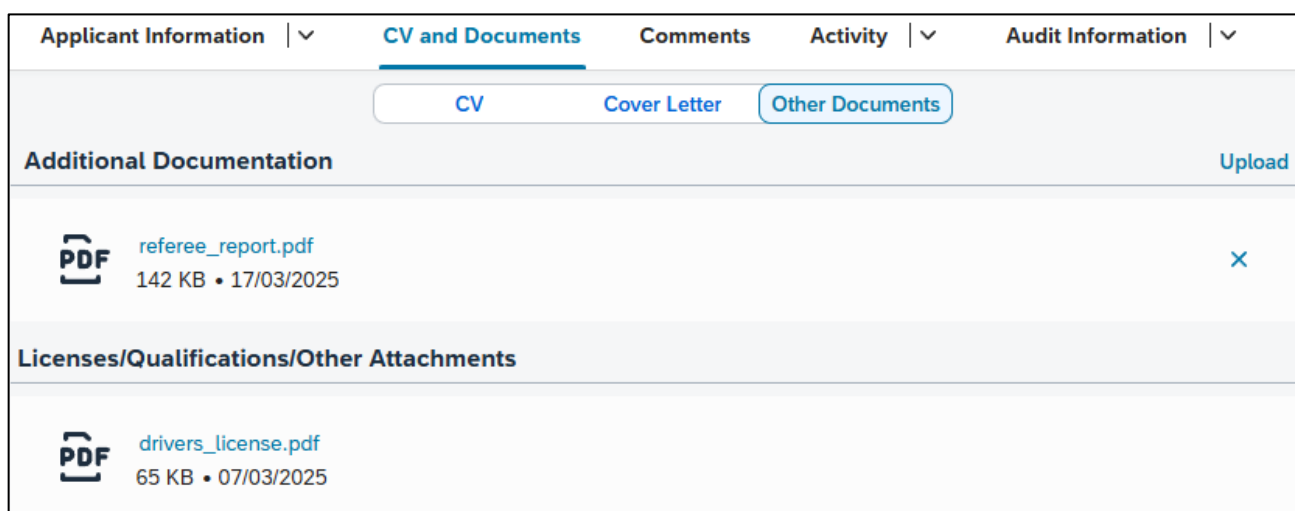 Applicant Information CV and Documents Comments Activity Audit Information
CV Cover Letter Other Documents
Additional Documentation Upload
PDF referee_report.pdf
142 KB • 17/03/2025
Licenses/Qualifications/Other Attachments
PDF drivers_license.pdf
65 KB • 07/03/2025